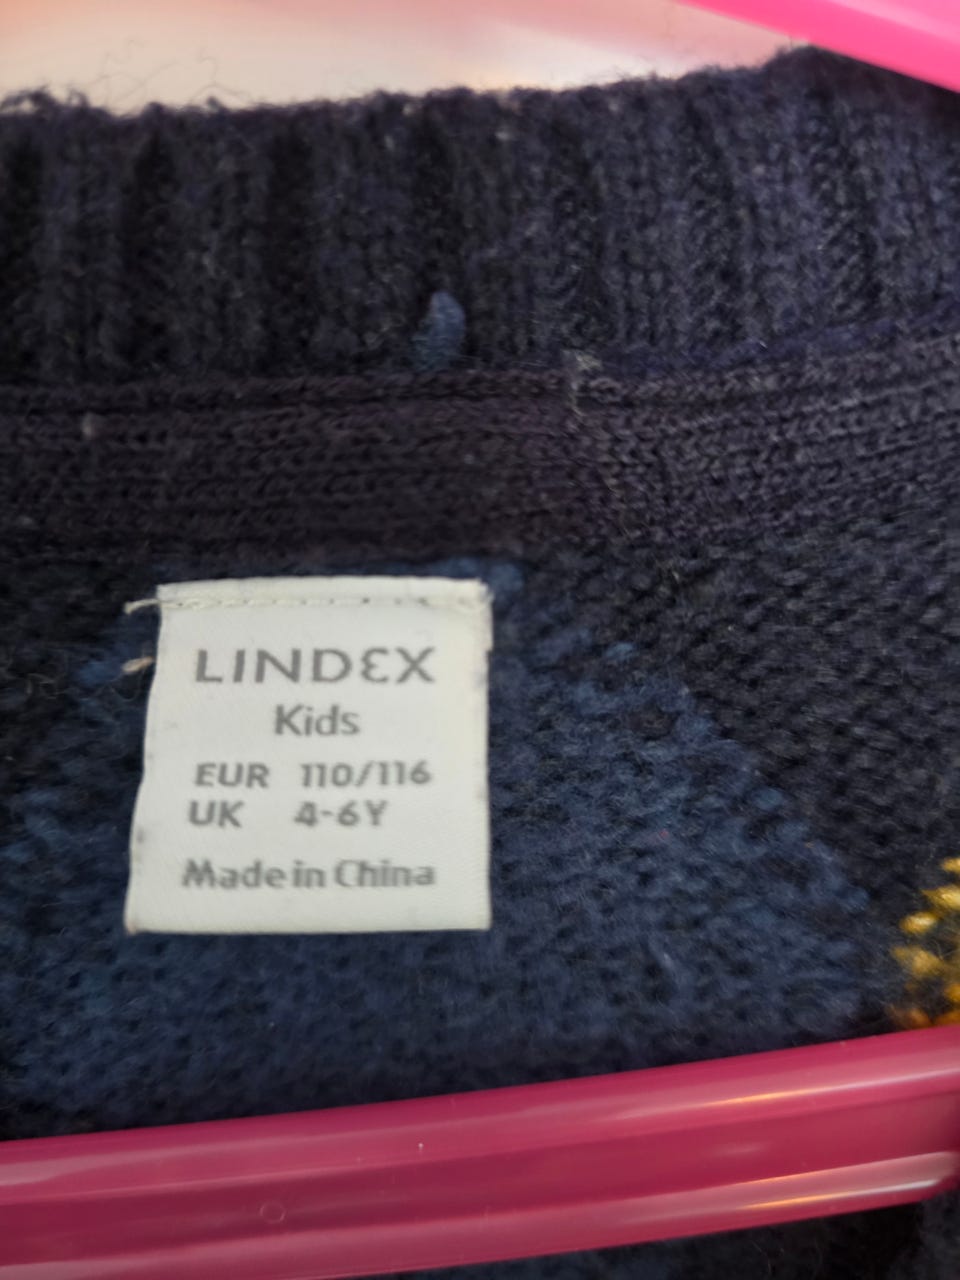 LINDEX
Kids
EUR 110/116
UK 4-6Y
Made in China